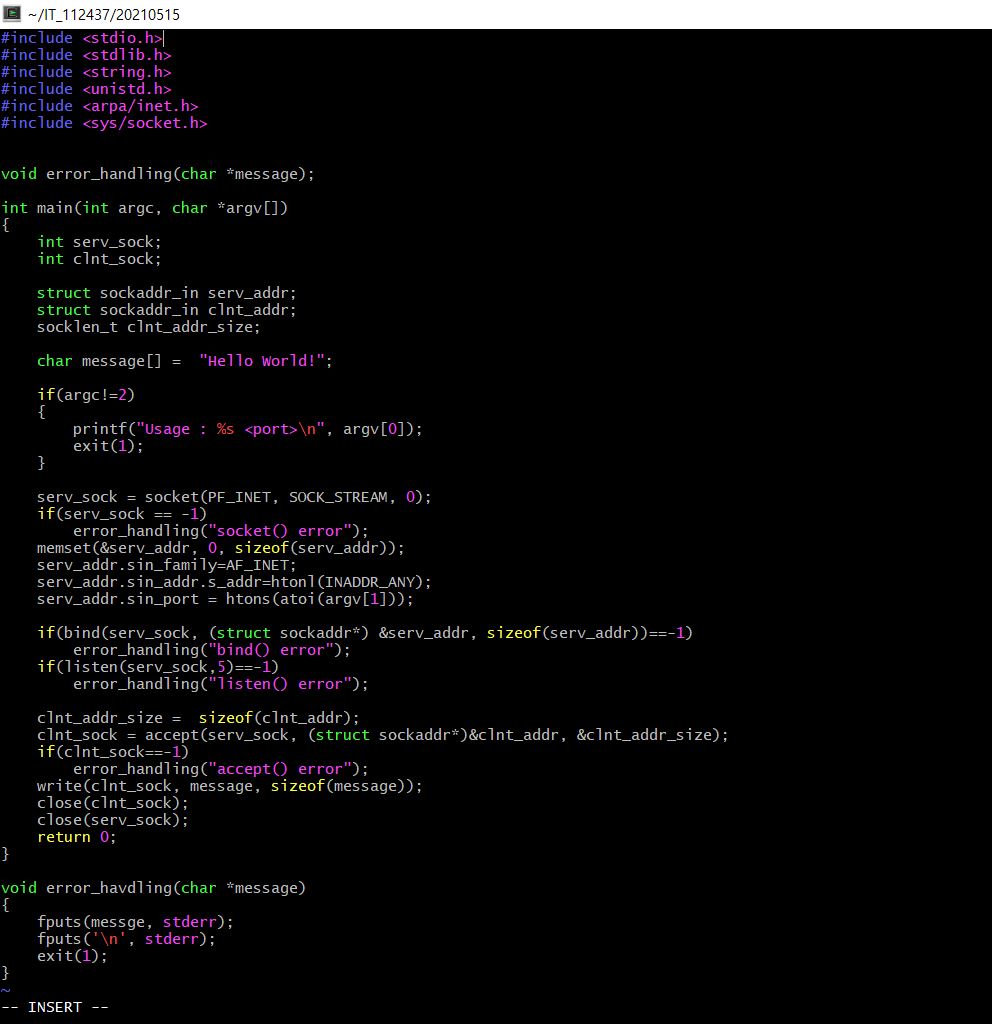 ~/IT_112437/20210515
#include <stdio.h>
#include <stdlib.h>
#include <string.h>
#include <unistd.h>
#include <arpa/inet.h>
#include <sys/socket.h>
void error_handling(char *message);
int main(int argc, char *argv[])
{
    int serv_sock;
    int clnt_sock;
    struct sockaddr_in serv_addr;
    struct sockaddr_in clnt_addr;
    socklen_t clnt_addr_size;
    char message[] =  "Hello World!";
    if(argc!=2)
    {
        printf("Usage : %s <port>\n", argv[0]);
        exit(1);
    }
    serv_sock = socket(PF_INET, SOCK_STREAM, 0);
    if(serv_sock == -1)
        error_handling("socket() error");
    memset(&serv_addr, 0, sizeof(serv_addr));
    serv_addr.sin_family=AF_INET;
    serv_addr.sin_addr.s_addr=htonl(INADDR_ANY);
    serv_addr.sin_port = htons(atoi(argv[1]));
    if(bind(serv_sock, (struct sockaddr*) &serv_addr, sizeof(serv_addr))==-1)
        error_handling("bind() error");
    if(listen(serv_sock,5)==-1)
        error_handling("listen() error");
    clnt_addr_size =  sizeof(clnt_addr);
    clnt_sock = accept(serv_sock, (struct sockaddr*)&clnt_addr, &clnt_addr_size);
    if(clnt_sock==-1)
        error_handling("accept() error");
    write(clnt_sock, message, sizeof(message));
    close(clnt_sock);
    close(serv_sock);
    return 0;
}
void error_havdling(char *message)
{
    fputs(messge, stderr);
    fputs('\n', stderr);
    exit(1);
}
~
-- INSERT --